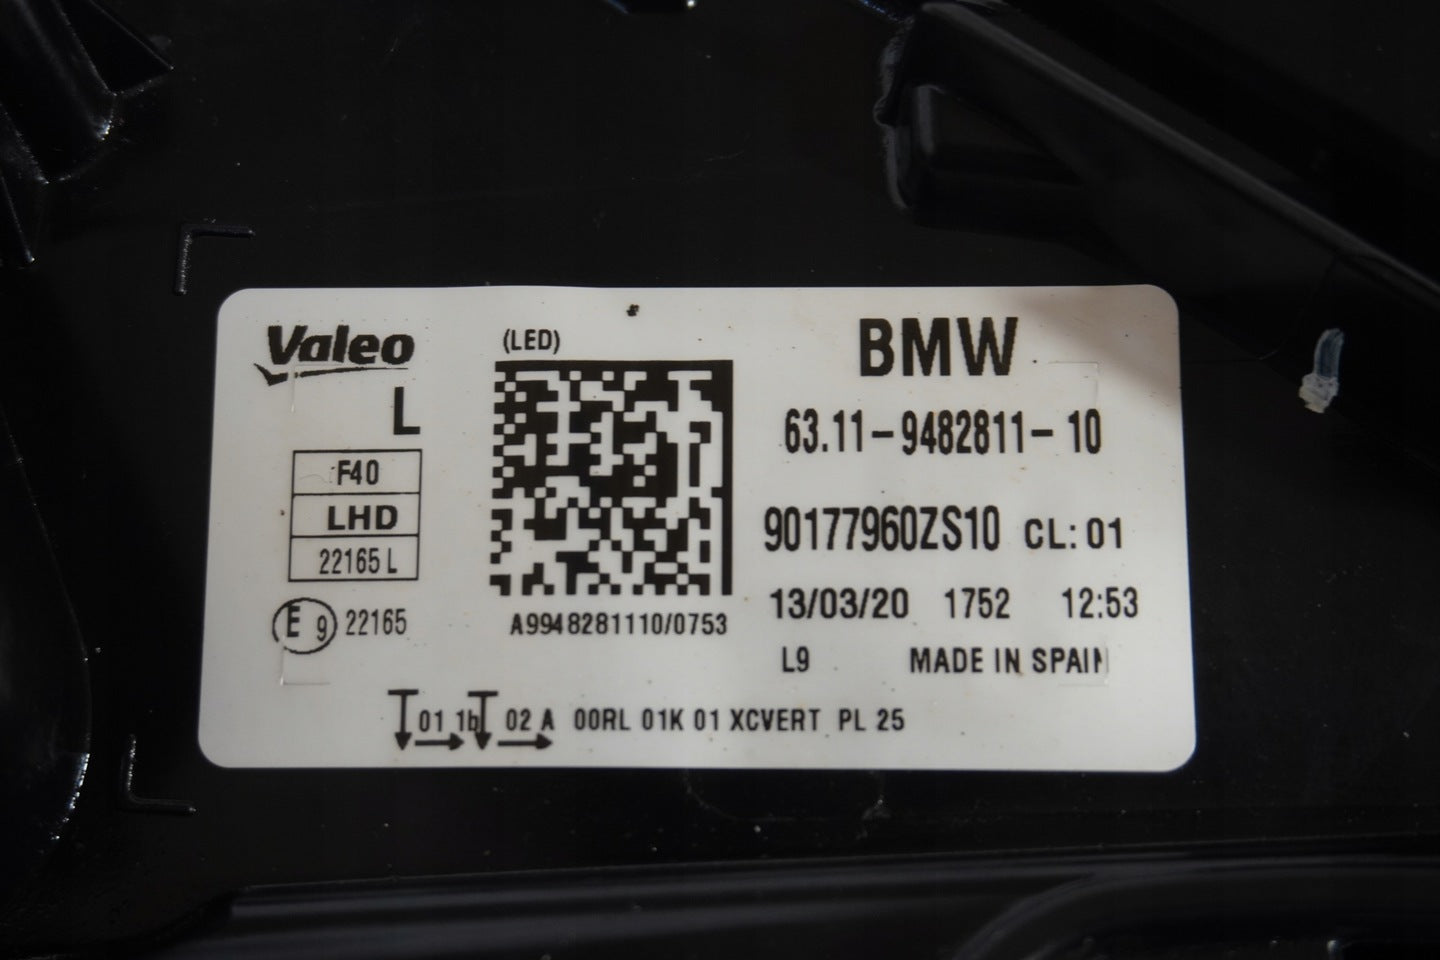 Valeo
L
F40
LHD
22165 L
E 9 22165
(LED)
A9948281110/0753
BMW
63.11-9482811-10
90177960ZS10 CL: 01
13/03/20 1752 12:53
L9 MADE IN SPAIN
01 1b 02 A 00RL 01K 01 XCVERT PL 25